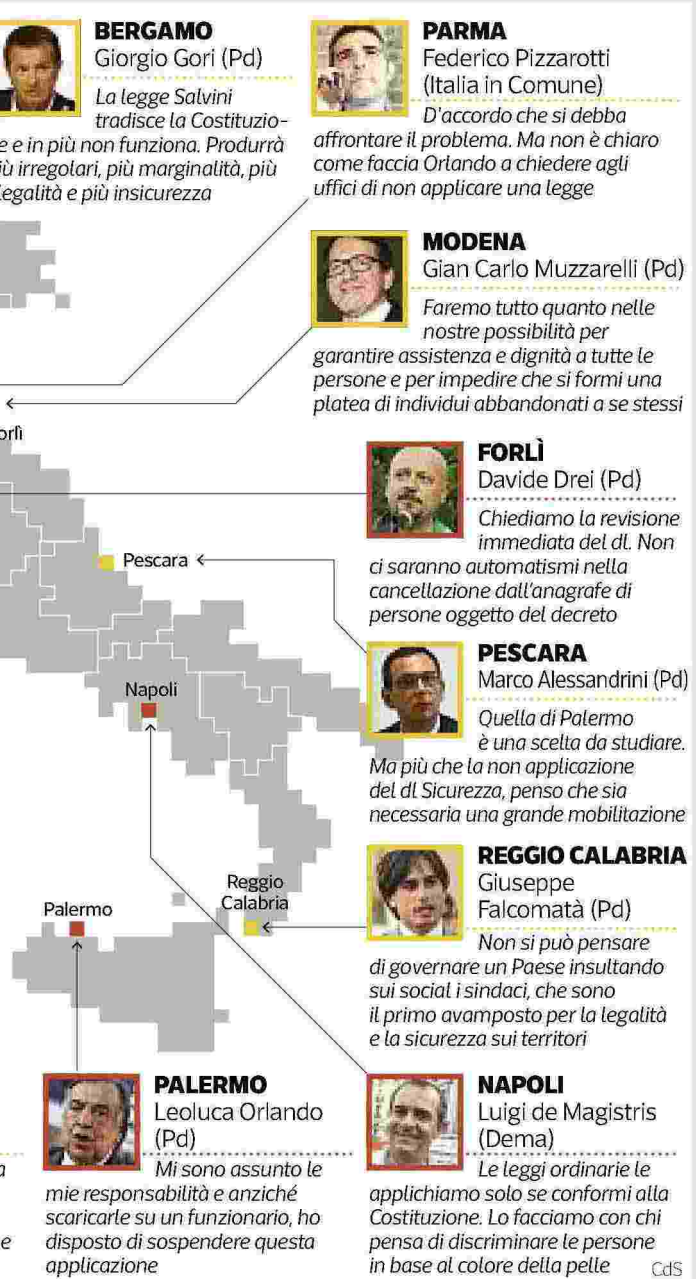 BERGAMO
Giorgio Gori (Pd)
La legge Salvini
tradisce la Costituzio-
e e in più non funziona. Produrrà
iù irregolari, più marginalità, più
legalità e più insicurezza
PARMA
Federico Pizzarotti
(Italia in Comune)
D'accordo che si debba
affrontare il problema. Ma non è chiaro
come faccia Orlando a chiedere agli
uffici di non applicare una legge
MODENA
Gian Carlo Muzzarelli (Pd)
Faremo tutto quanto nelle
nostre possibilità per
garantire assistenza e dignità a tutte le
persone e per impedire che si formi una
platea di individui abbandonati a se stessi
orlì
FORLÌ
Davide Drei (Pd)
Chiediamo la revisione
immediata del dl. Non
ci saranno automatismi nella
cancellazione dall'anagrafe di
persone oggetto del decreto
Pescara
PESCARA
Marco Alessandrini (Pd)
Quella di Palermo
è una scelta da studiare.
Ma più che la non applicazione
del dl Sicurezza, penso che sia
necessaria una grande mobilitazione
Napoli
REGGIO CALABRIA
Giuseppe
Falcomatà (Pd)
Non si può pensare
di governare un Paese insultando
sui social i sindaci, che sono
il primo avamposto per la legalità
e la sicurezza sui territori
Reggio
Calabria
Palermo
PALERMO
Leoluca Orlando
(Pd)
Mi sono assunto le
mie responsabilità e anziché
scaricarle su un funzionario, ho
disposto di sospendere questa
applicazione
NAPOLI
Luigi de Magistris
(Dema)
Le leggi ordinarie le
applichiamo solo se conformi alla
Costituzione. Lo facciamo con chi
pensa di discriminare le persone
in base al colore della pelle
a
e
CdS